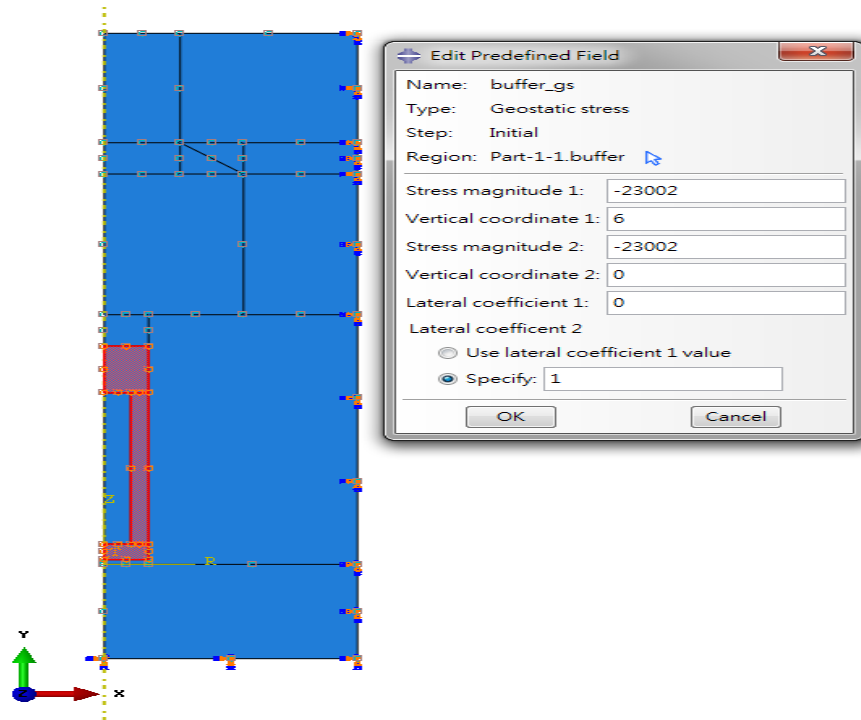 Edit Predefined Field
Name: buffer_gs
Type: Geostatic stress
Step: Initial
Region: Part-1-1.buffer
Stress magnitude 1: -23002
Vertical coordinate 1: 6
Stress magnitude 2: -23002
Vertical coordinate 2: 0
Lateral coefficient 1: 0
Lateral coefficent 2
Use lateral coefficient 1 value
Specify: 1
OK Cancel
Z
T R
Y
Z X